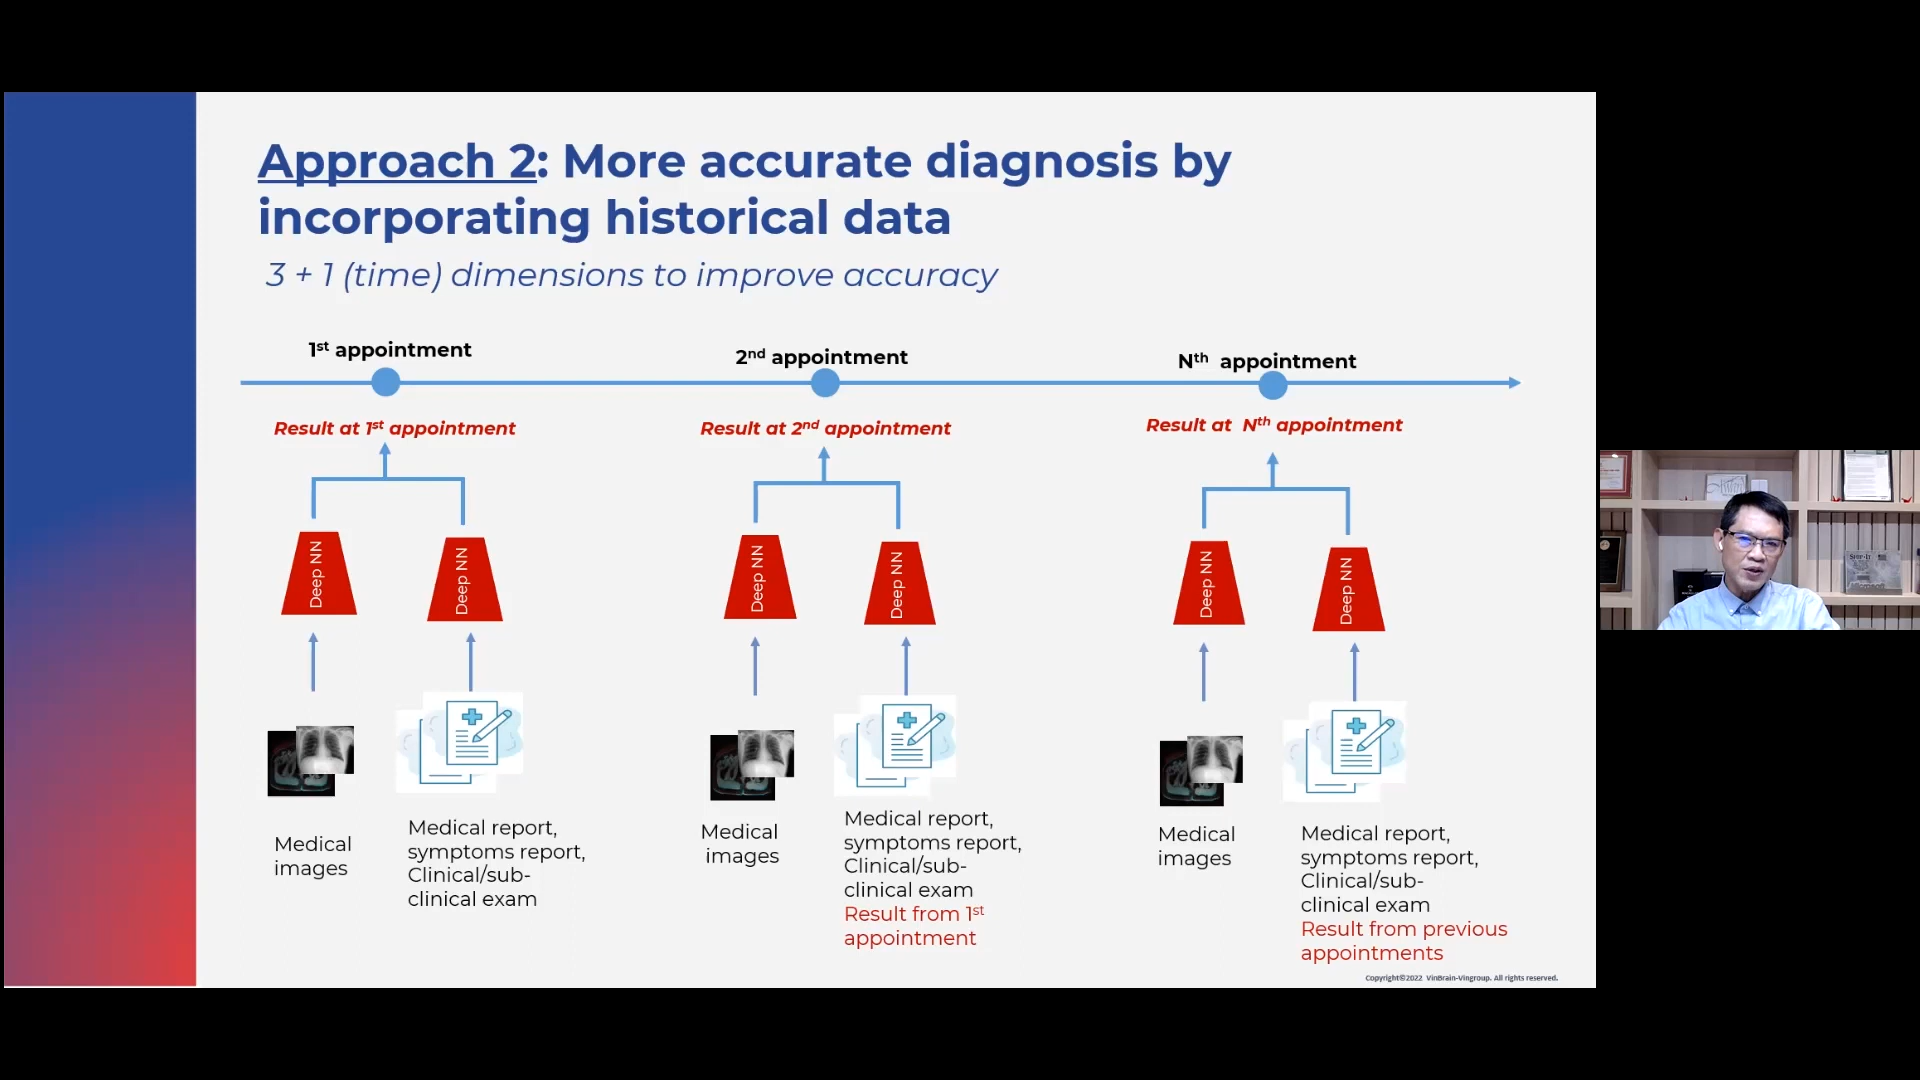 Approach 2: More accurate diagnosis by
incorporating historical data
3 + 1 (time) dimensions to improve accuracy
1st appointment
2nd appointment
Nth appointment
Result at 1st appointment
Result at 2nd appointment
Result at Nth appointment
Deep NN
Deep NN
Deep NN
Deep NN
Deep NN
Deep NN
Medical
images
Medical report,
symptoms report,
Clinical/sub-
clinical exam
Medical
images
Medical report,
symptoms report,
Clinical/sub-
clinical exam
Result from 1st
appointment
Medical
images
Medical report,
symptoms report,
Clinical/sub-
clinical exam
Result from previous
appointments
Copyright©2022 VinBrain-Vingroup. All rights reserved.